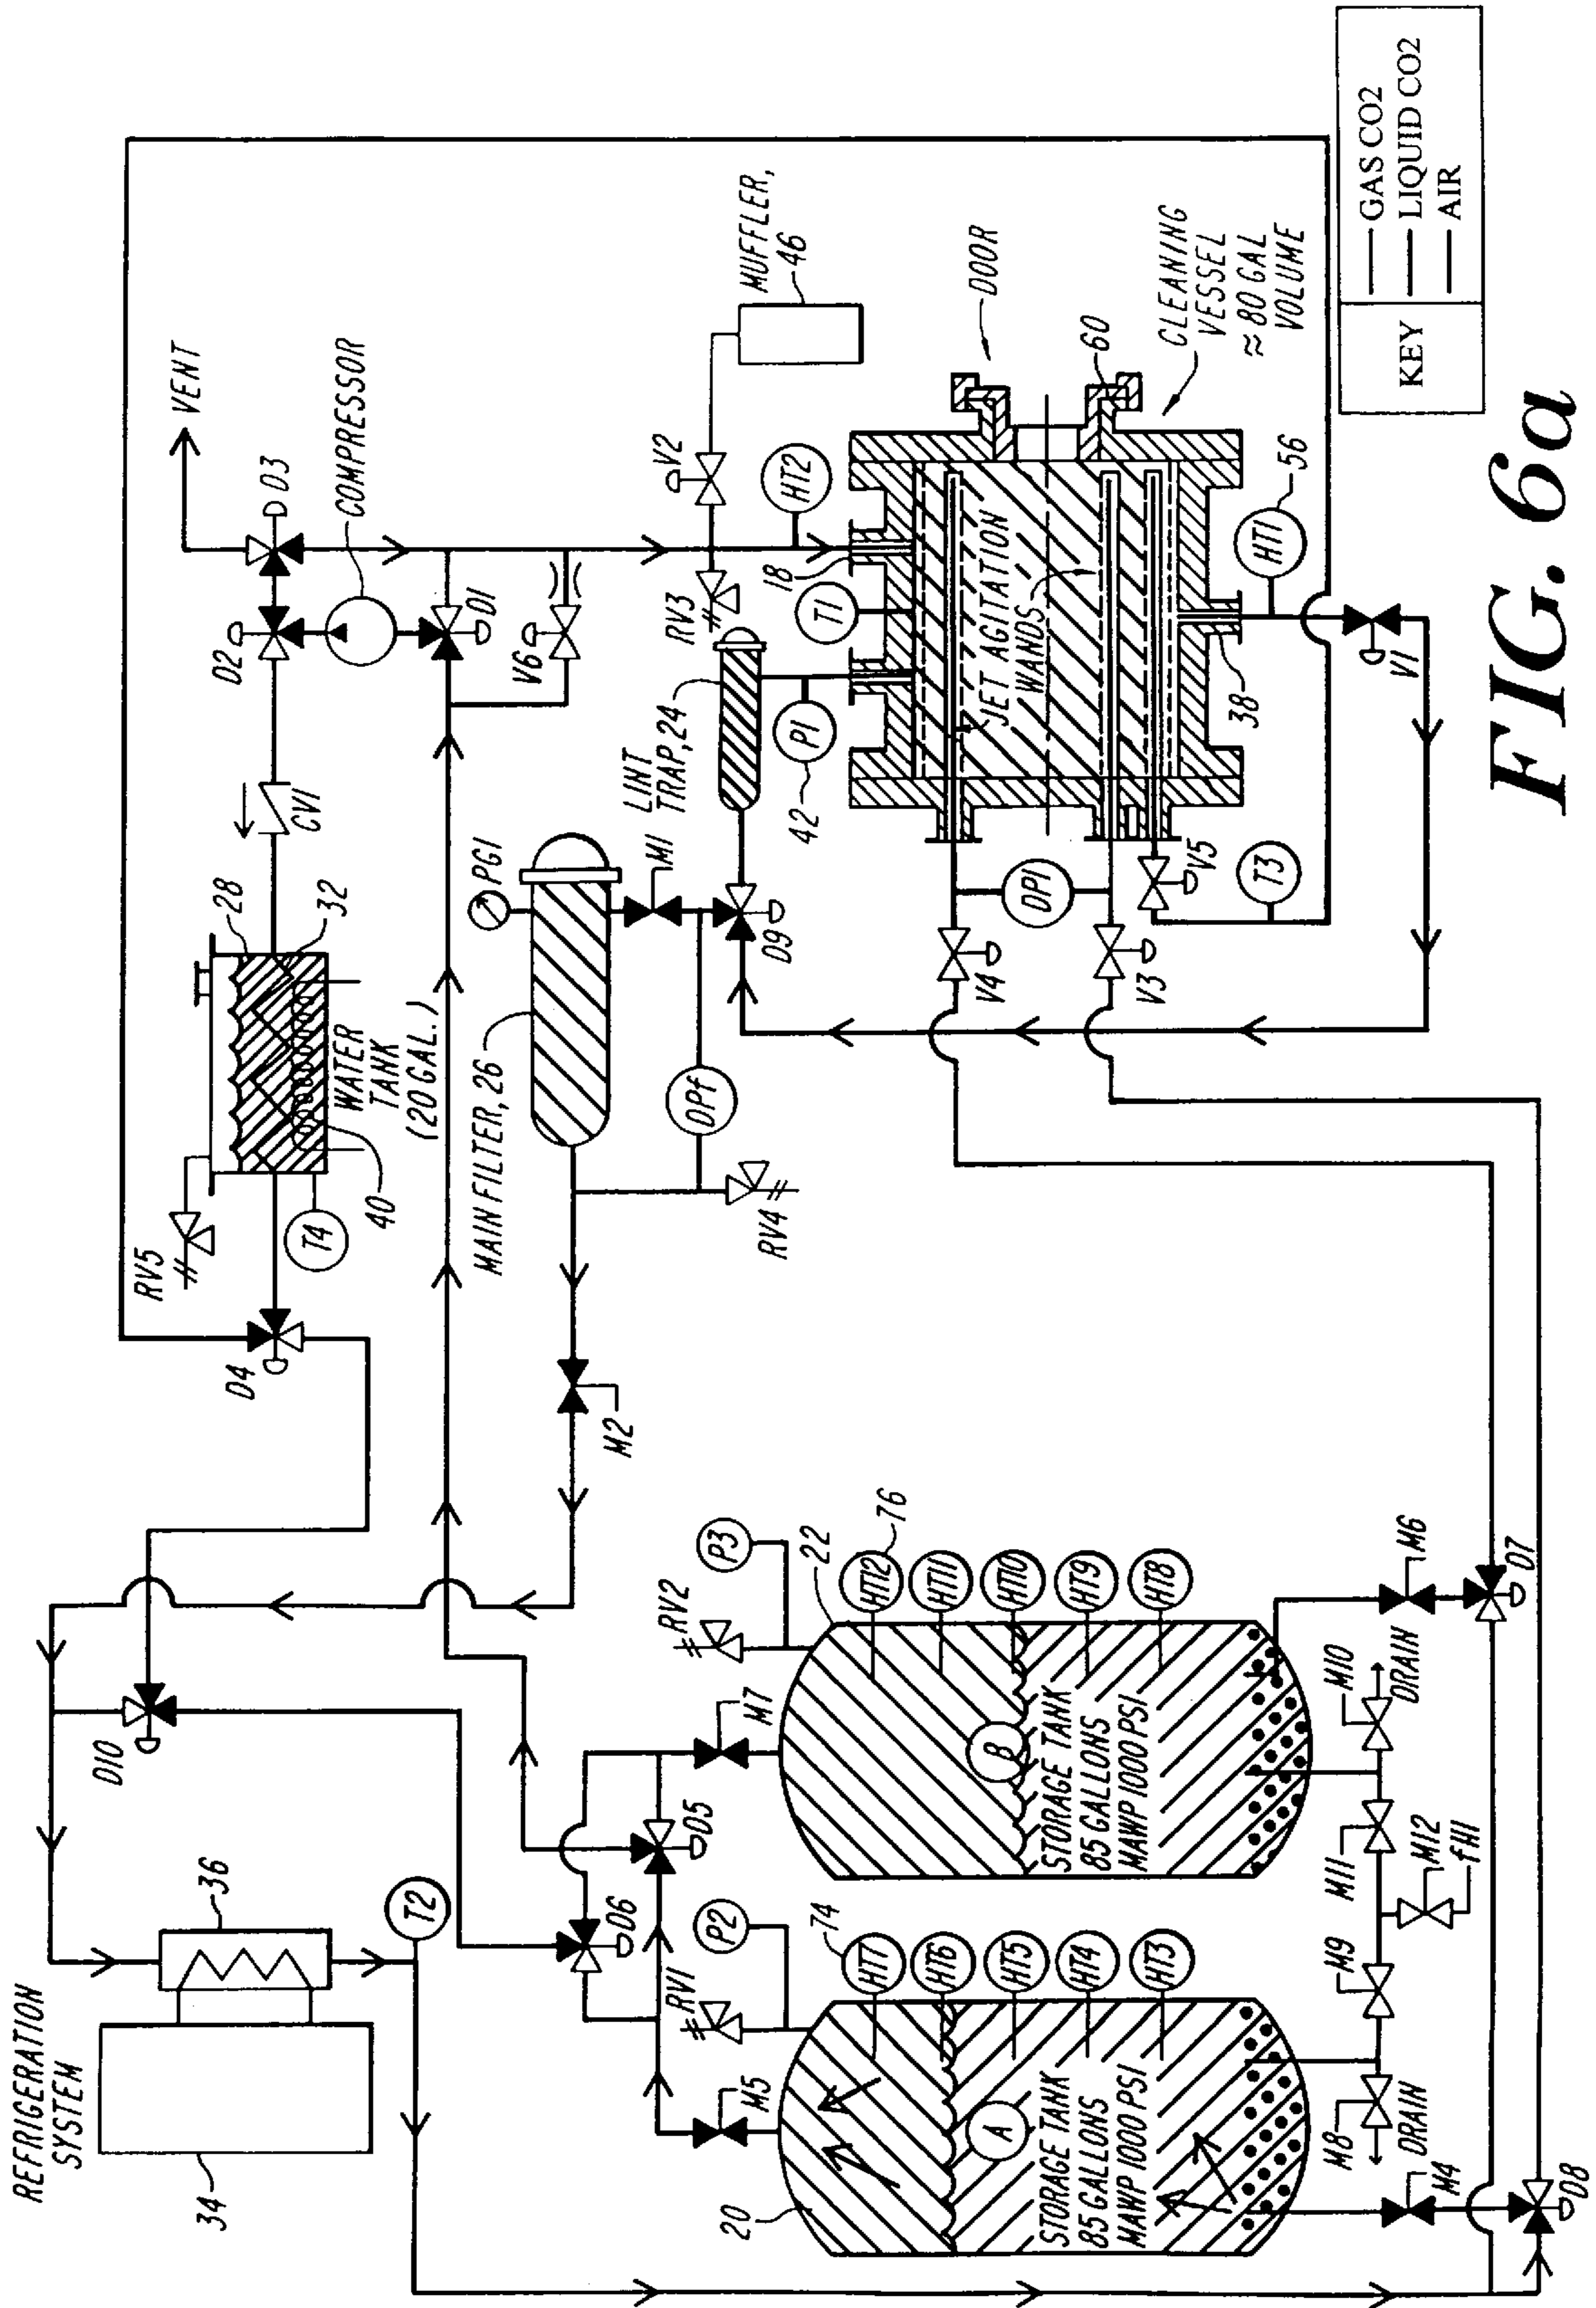 REFRIGERATION
SYSTEM
34
36
T2
D10
D4
RV5
T4
40
28
32
WATER
TANK
(20 GAL.)
CV1
D2
VENT
D3
COMPRESSOR
D1
V6
MAIN FILTER, 26
PG1
M1
LINT
TRAP, 24
DPf
RV4
M2
D9
RV3
V2
MUFFLER,
46
HT2
18
T1
P1
42
DOOR
60
CLEANING
VESSEL
≈ 80 GAL
VOLUME
JET AGITATION
WANDS
DP1
V4
V3
V5
T3
38
HT1
56
V1
D6
D5
M5
M7
RV1
P2
74
RV2
P3
22
76
20
HT7
HT6
HT5
HT4
HT3
A
STORAGE TANK
85 GALLONS
MAWP 1000 PSI
HT12
HT11
HT10
HT9
HT8
B
STORAGE TANK
85 GALLONS
MAWP 1000 PSI
M8
DRAIN
M9
M12
fH1
M11
M10
DRAIN
M4
M6
D8
D7
KEY
GAS CO2
LIQUID CO2
AIR
FIG. 6a